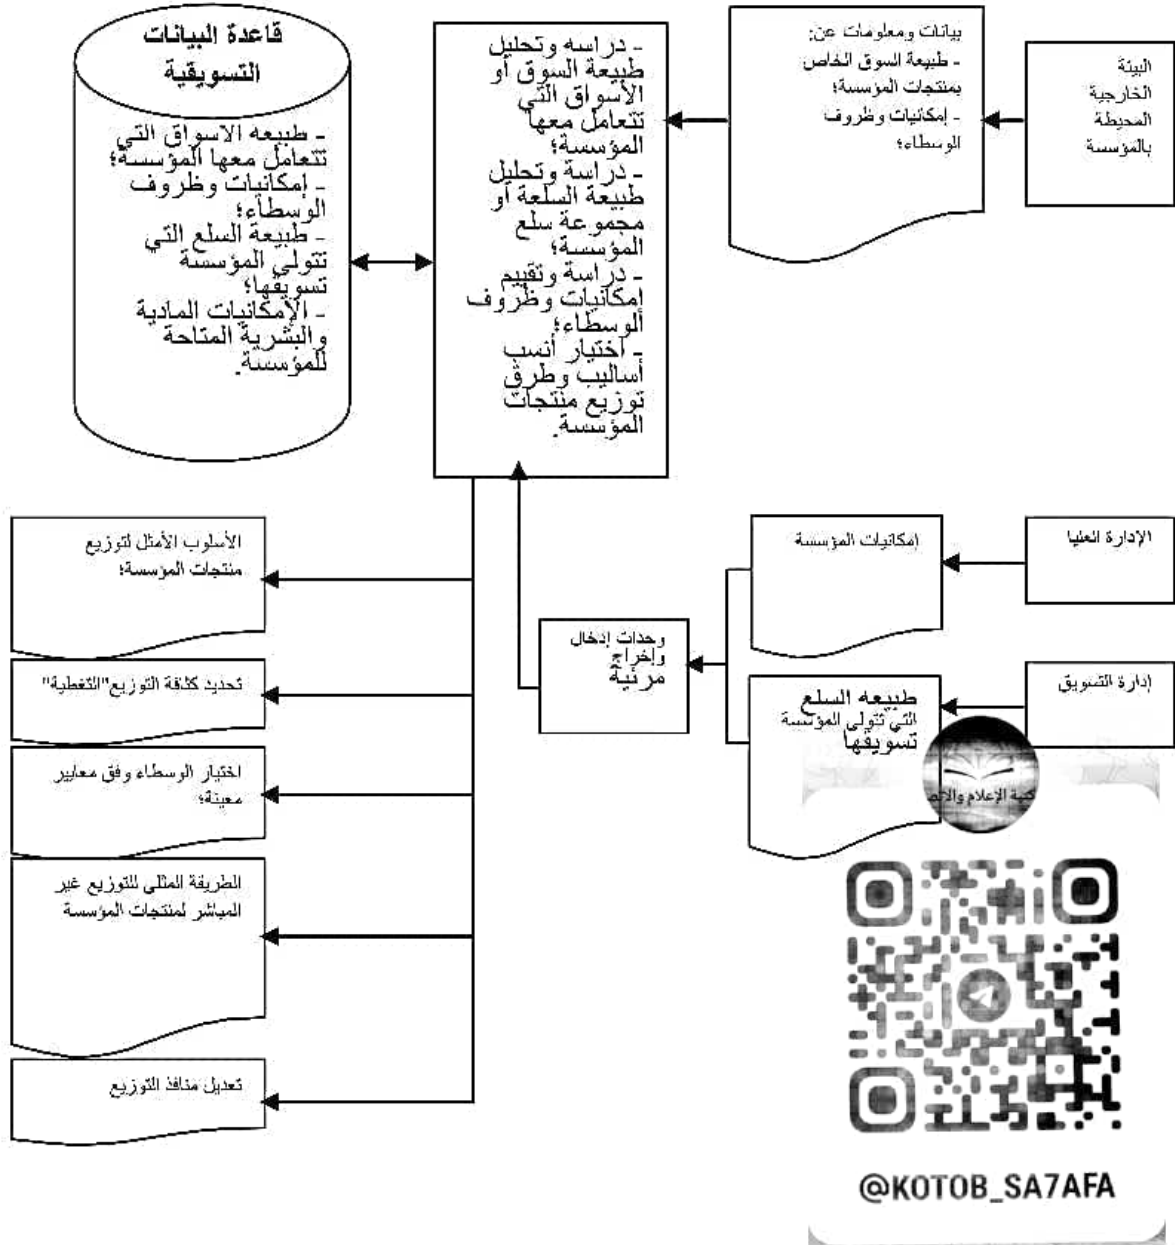 البيئة
الخارجية
المحيطة
بالمؤسسة
بيانات ومعلومات عن:
- طبيعة السوق الخاص
بمنتجات المؤسسة؛
- إمكانيات وظروف
الوسطاء؛
- دراسه وتحليل
طبيعة السوق أو
الأسواق التي
تتعامل معها
المؤسسة؛
- دراسة وتحليل
طبيعة السلعة أو
مجموعة سلع
المؤسسة؛
- دراسة وتقييم
إمكانيات وظروف
الوسطاء؛
- اختيار أنسب
أساليب وطرق
توزيع منتجات
المؤسسة.
قاعدة البيانات
التسويقية
- طبيعه الاسواق التي
تتعامل معها المؤسسة؛
- إمكانيات وظروف
الوسطاء؛
- طبيعة السلع التي
تتولى المؤسسة
تسويقها؛
- الإمكانيات المادية
والبشرية المتاحة
للمؤسسة.
الإدارة العليا
إمكانيات المؤسسة
إدارة التسويق
طبيعه السلع
التي تتولى المؤسسة
تسويقها
وحدات إدخال
وإخراج
مرئية
الأسلوب الأمثل لتوزيع
منتجات المؤسسة؛
تحديد كثافة التوزيع"التغطية"
اختيار الوسطاء وفق معايير
معينة؛
الطريقة المثلى للتوزيع غير
المباشر لمنتجات المؤسسة
تعديل منافذ التوزيع
الإعلام
@KOTOB_SA7AFA